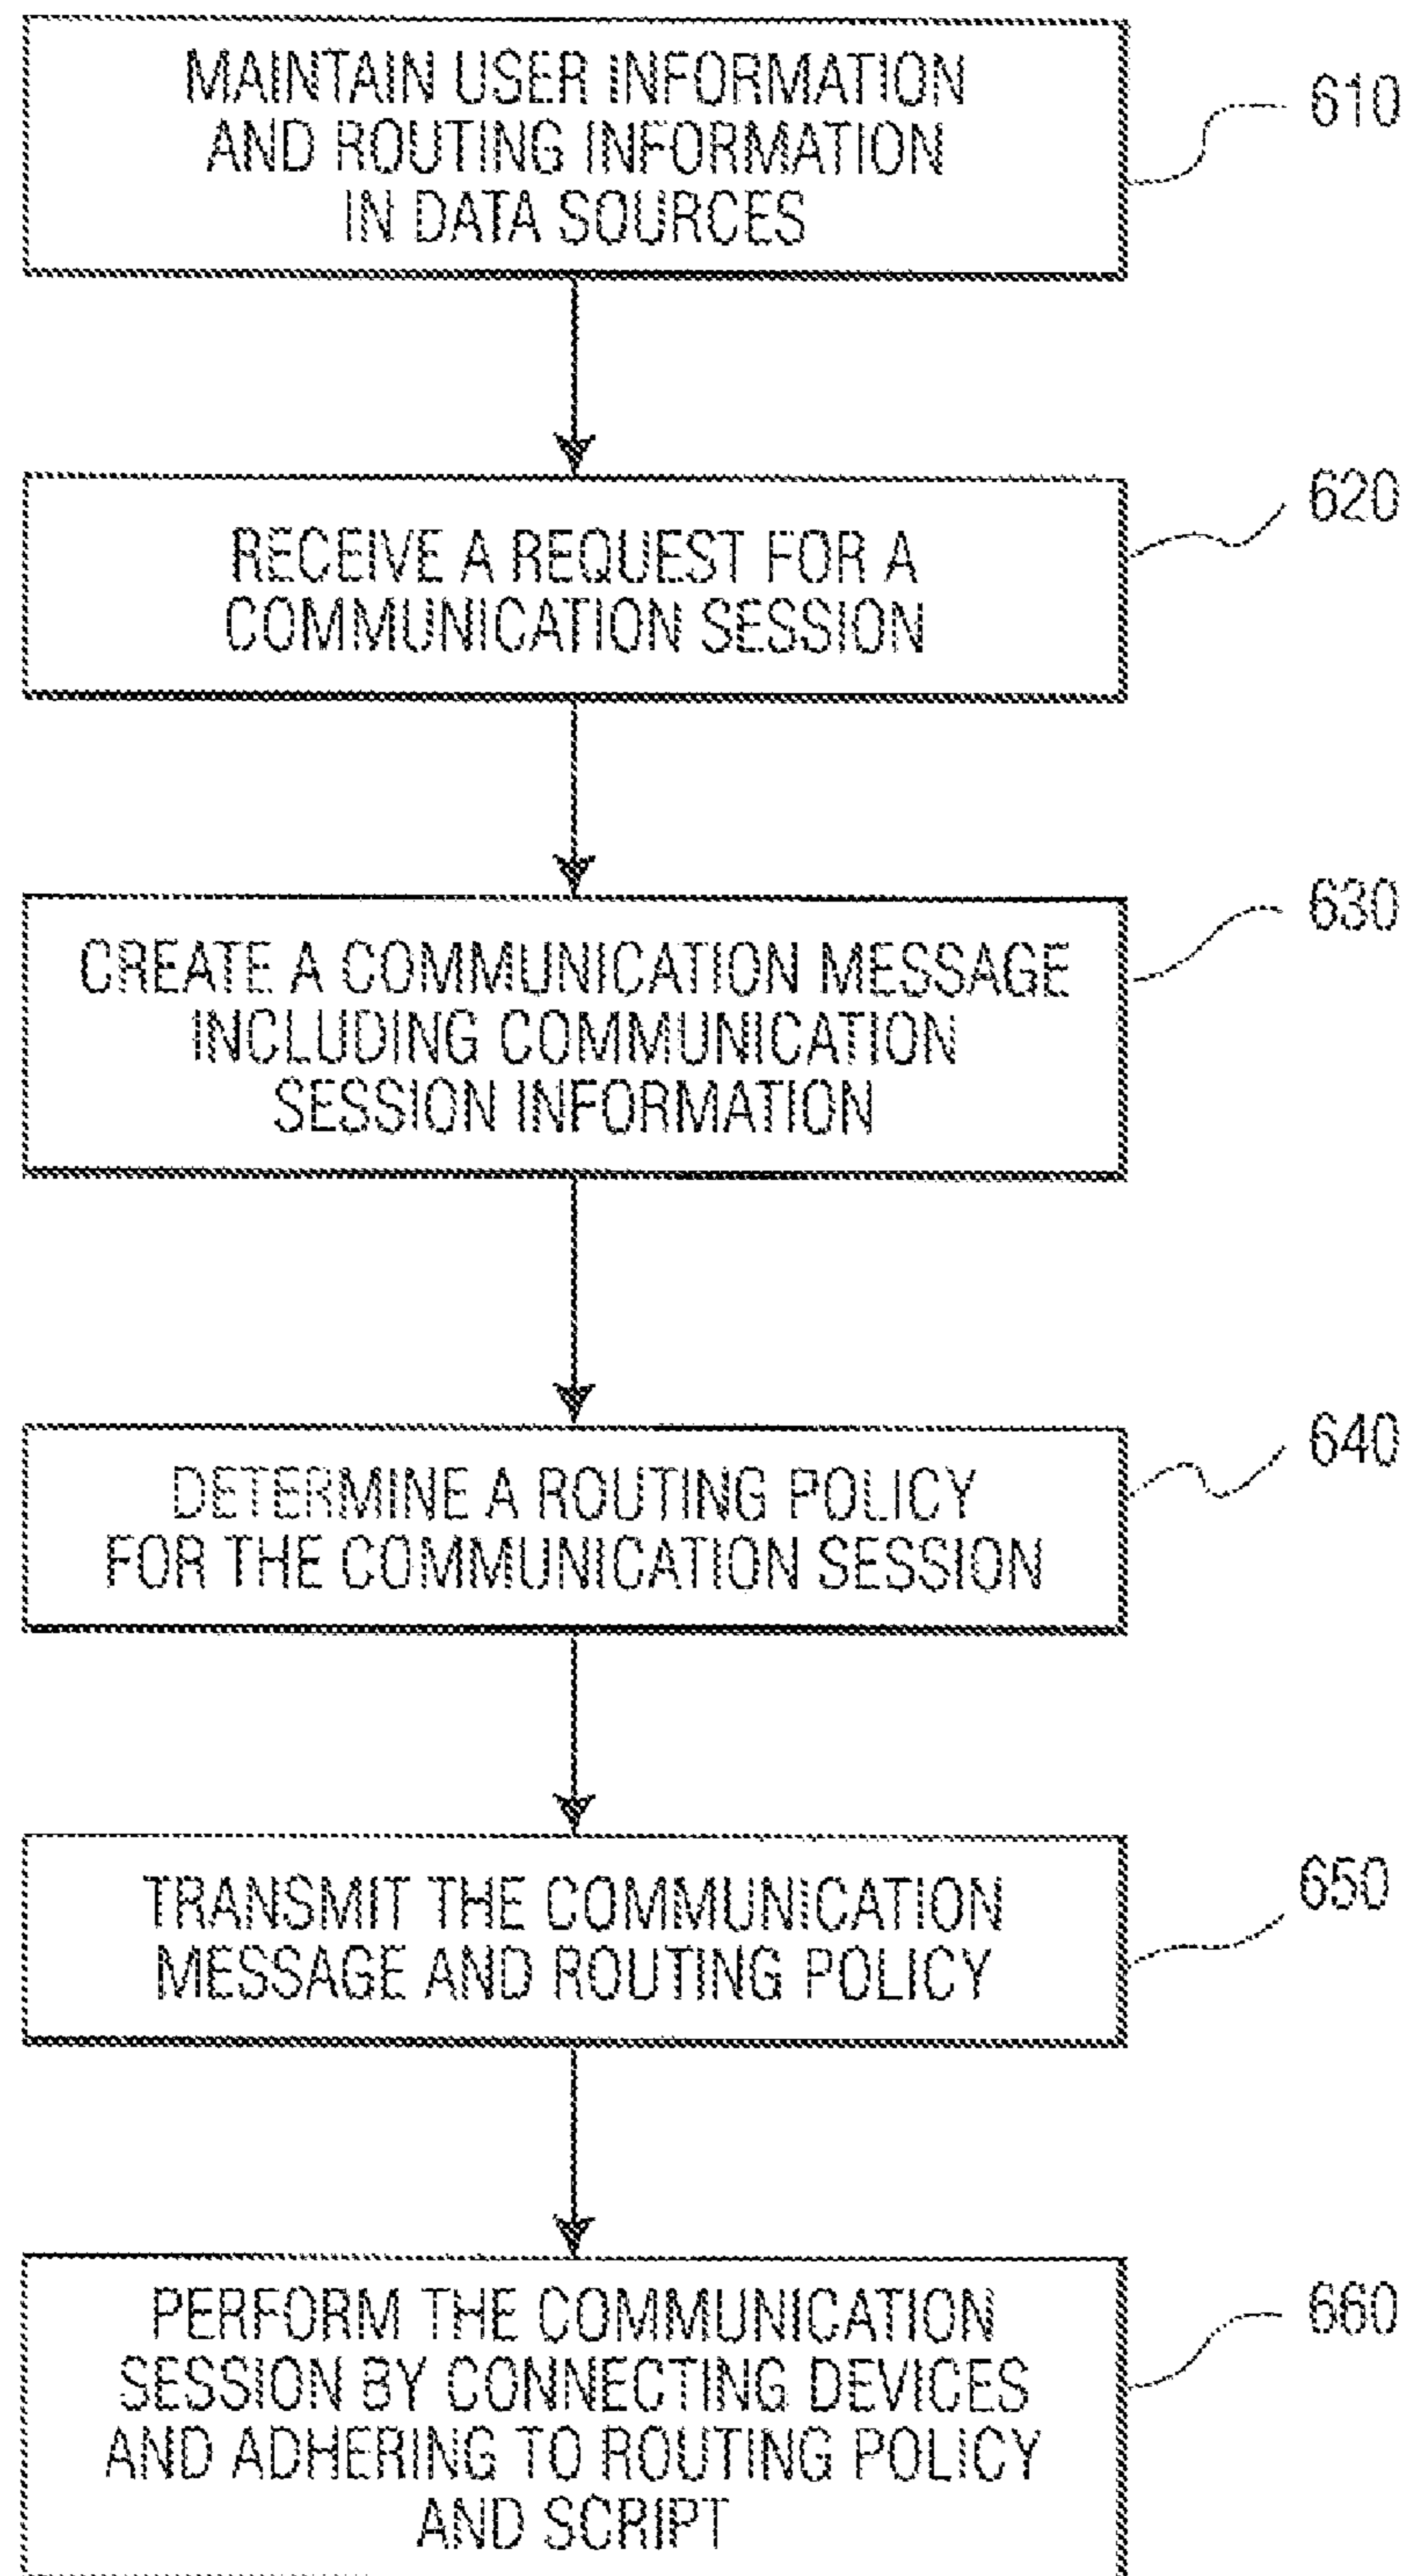 MAINTAIN USER INFORMATION
AND ROUTING INFORMATION
IN DATA SOURCES
610
RECEIVE A REQUEST FOR A
COMMUNICATION SESSION
620
CREATE A COMMUNICATION MESSAGE
INCLUDING COMMUNICATION
SESSION INFORMATION
630
DETERMINE A ROUTING POLICY
FOR THE COMMUNICATION SESSION
640
TRANSMIT THE COMMUNICATION
MESSAGE AND ROUTING POLICY
650
PERFORM THE COMMUNICATION
SESSION BY CONNECTING DEVICES
AND ADHERING TO ROUTING POLICY
AND SCRIPT
660